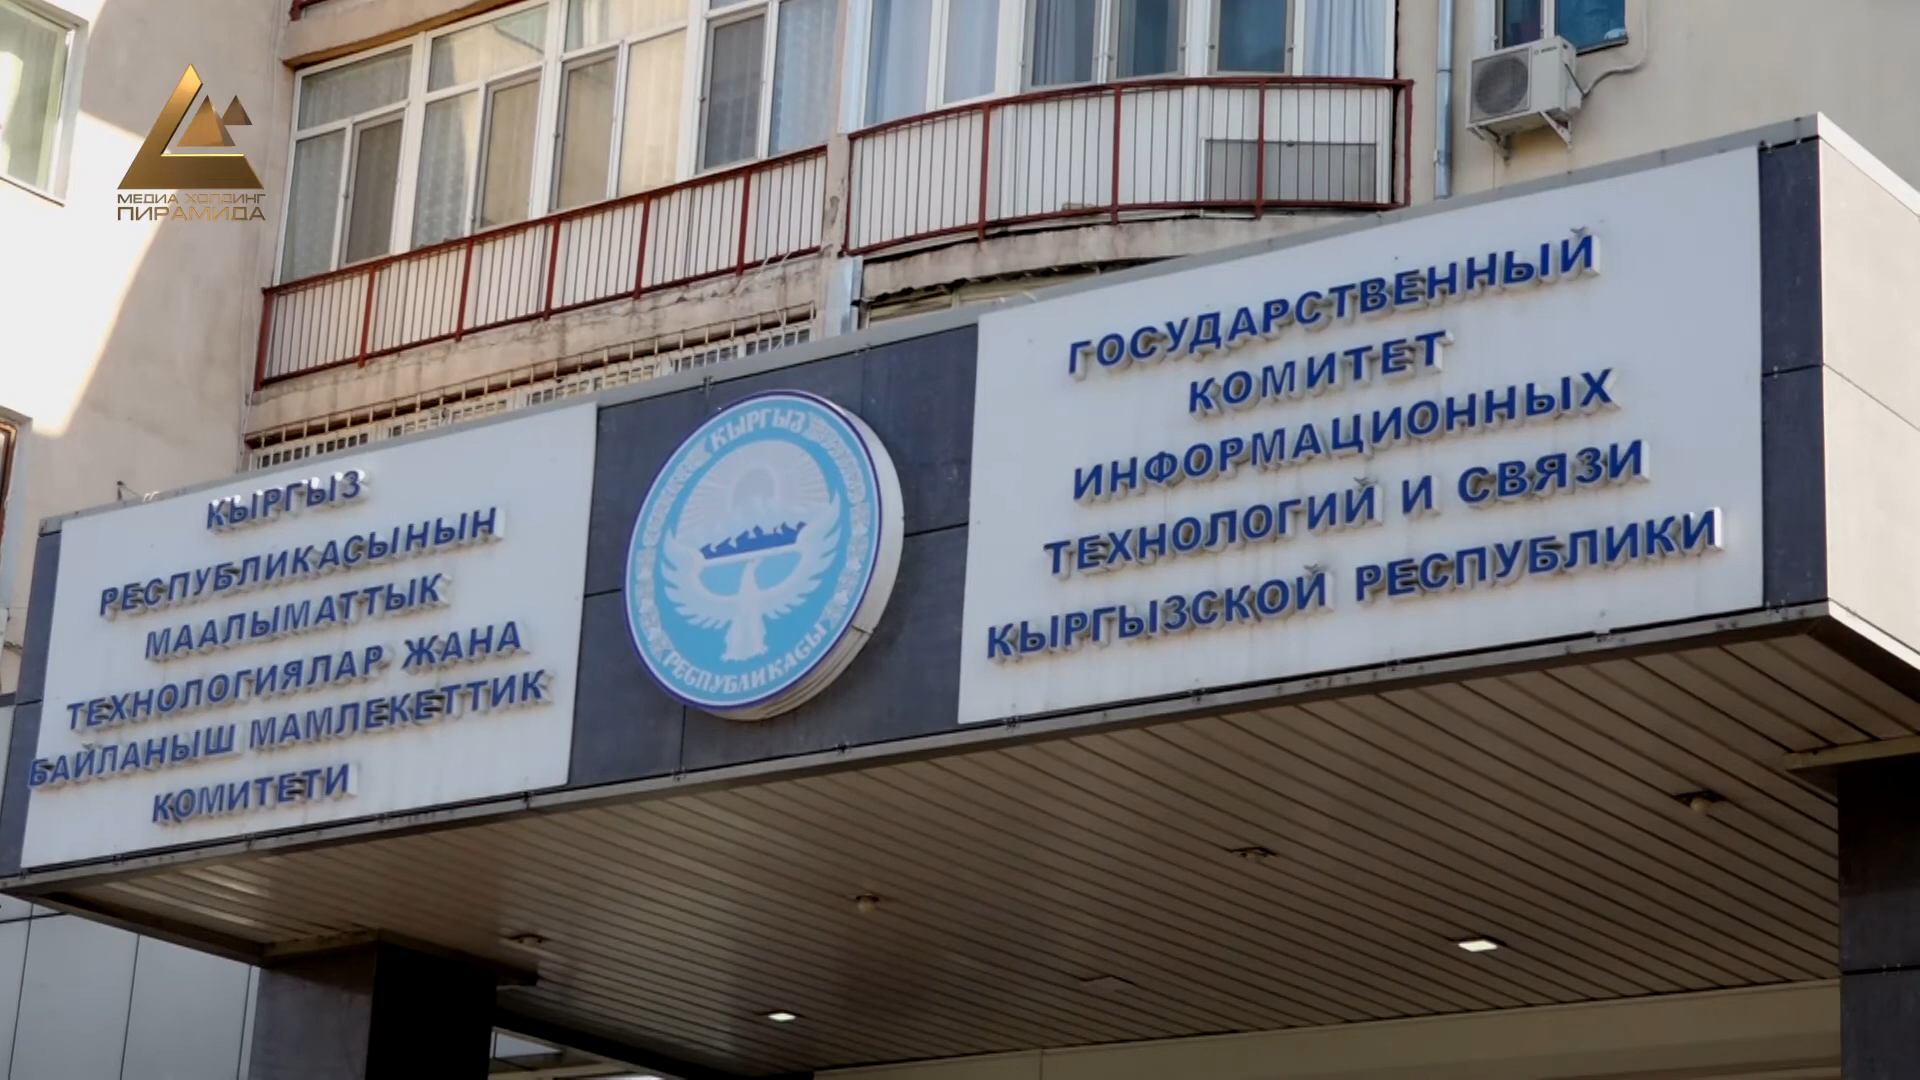 МЕДИА ХОЛДИНГ
ПИРАМИДА
КЫРГЫЗ
РЕСПУБЛИКАСЫНЫН
МААЛЫМАТТЫК
ТЕХНОЛОГИЯЛАР ЖАНА
БАЙЛАНЫШ МАМЛЕКЕТТИК
КОМИТЕТИ
КЫРГЫЗ
РЕСПУБЛИКАСЫ
ГОСУДАРСТВЕННЫЙ
КОМИТЕТ
ИНФОРМАЦИОННЫХ
ТЕХНОЛОГИЙ И СВЯЗИ
КЫРГЫЗСКОЙ РЕСПУБЛИКИ